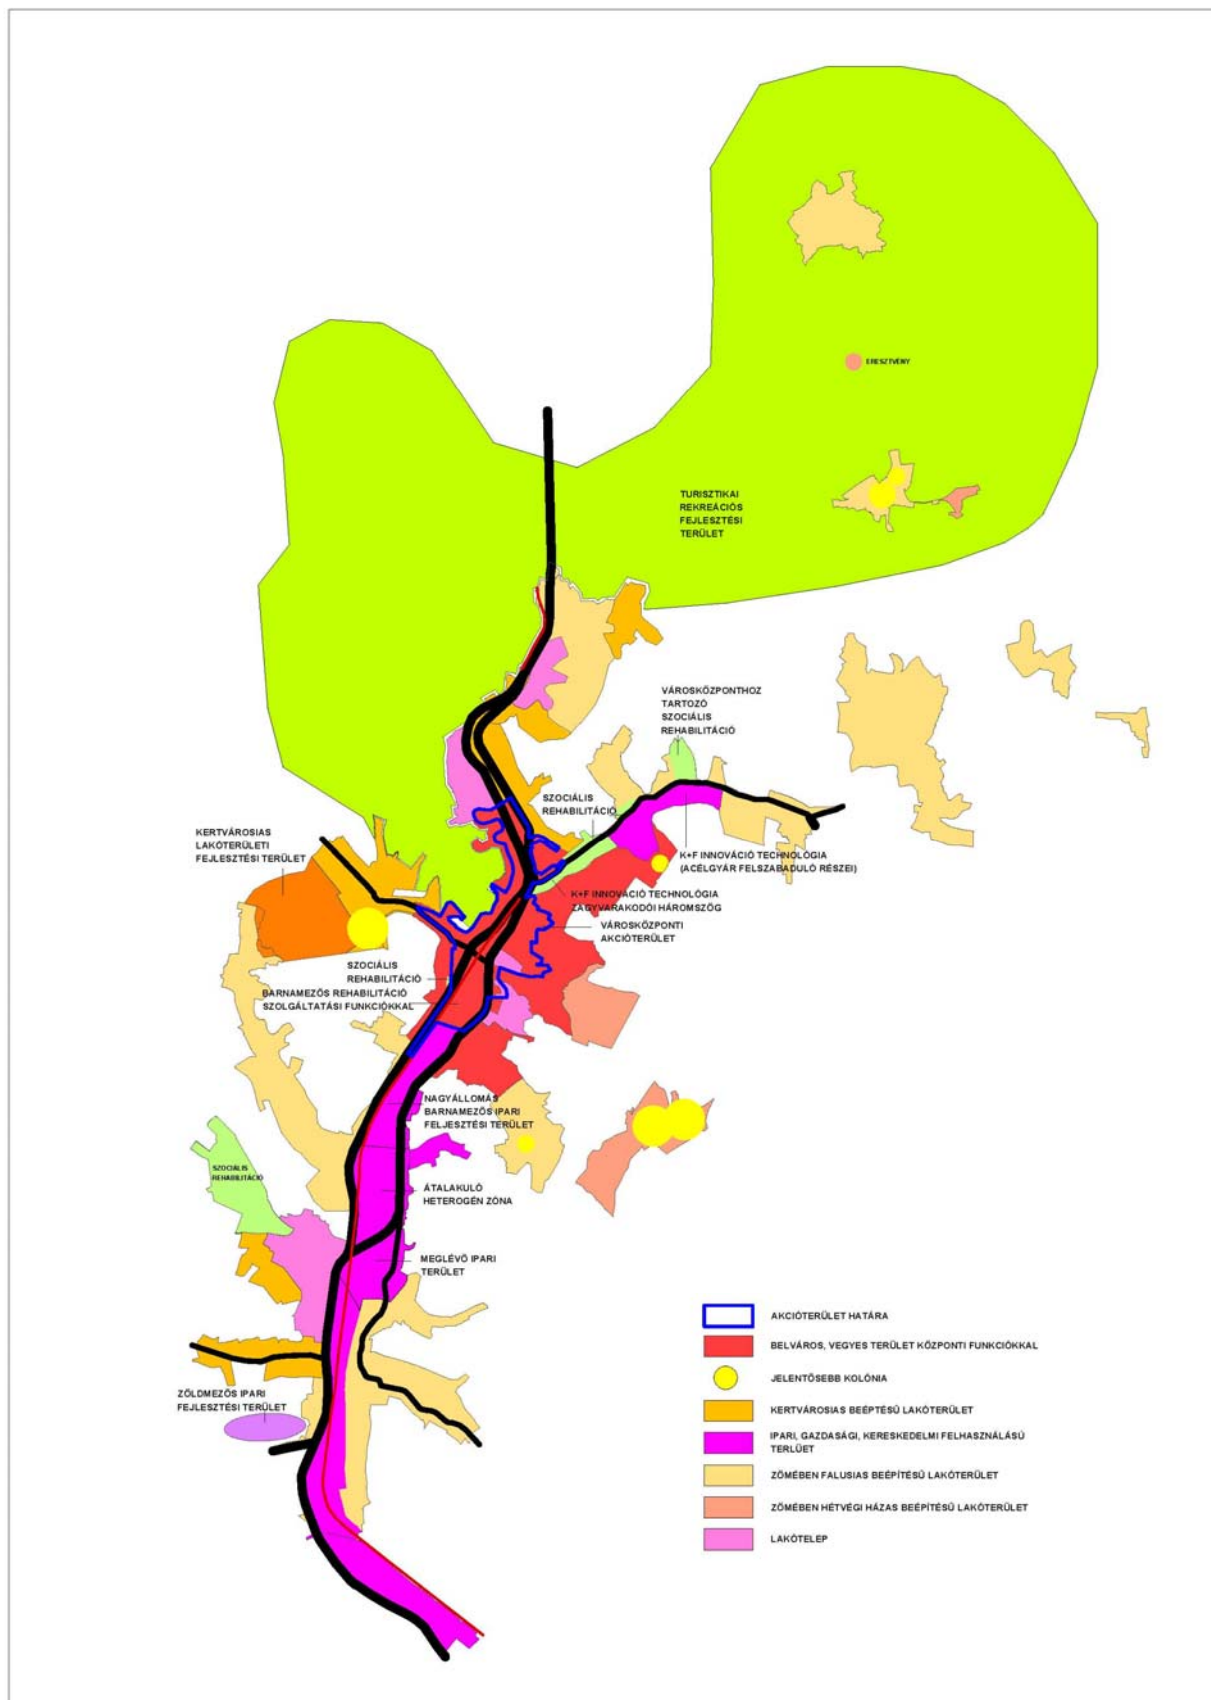 ERESZTVÉNY
TURISZTIKAI
REKREÁCIÓS
FEJLESZTÉSI
TERÜLET
VÁROSKÖZPONTHOZ
TARTOZÓ
SZOCIÁLIS
REHABILITÁCIÓ
SZOCIÁLIS
REHABILITÁCIÓ
KERTVÁROSIAS
LAKÓTERÜLETI
FEJLESZTÉSI TERÜLET
K+F INNOVÁCIÓ TECHNOLÓGIA
(ACÉLGYÁR FELSZABADULÓ RÉSZEI)
K+F INNOVÁCIÓ TECHNOLÓGIA
ZAGYVARAKODÓI HÁROMSZÖG
VÁROSKÖZPONTI
AKCIÓTERÜLET
SZOCIÁLIS
REHABILITÁCIÓ
BARNAMEZŐS REHABILITÁCIÓ
SZOLGÁLTATÁSI FUNKCIÓKKAL
NAGYÁLLOMÁS
BARNAMEZŐS IPARI
FELJESZTÉSI TERÜLET
SZOCIÁLIS
REHABILITÁCIÓ
ÁTALAKULÓ
HETEROGÉN ZÓNA
MEGLÉVŐ IPARI
TERÜLET
ZÖLDMEZŐS IPARI
FEJLESZTÉSI TERÜLET
AKCIÓTERÜLET HATÁRA
BELVÁROS, VEGYES TERÜLET KÖZPONTI FUNKCIÓKKAL
JELENTŐSEBB KOLÓNIA
KERTVÁROSIAS BEÉPTÉSŰ LAKÓTERÜLET
IPARI, GAZDASÁGI, KERESKEDELMI FELHASZNÁLÁSÚ
TERLÜET
ZÖMÉBEN FALUSIAS BEÉPÍTÉSŰ LAKÓTERÜLET
ZÖMÉBEN HÉTVÉGI HÁZAS BEÉPÍTÉSŰ LAKÓTERÜLET
LAKÓTELEP